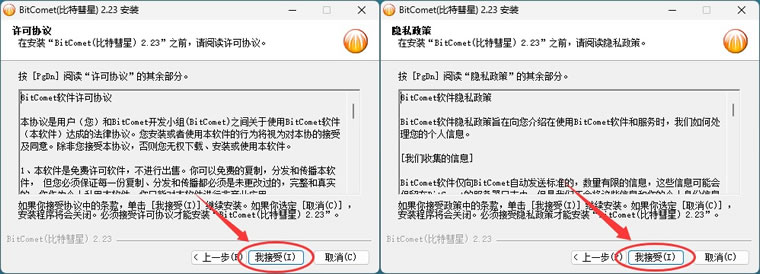 BitComet(比特彗星) 2.23 安装
许可协议
在安装“BitComet(比特彗星) 2.23”之前，请阅读许可协议。
按 [PgDn] 阅读“许可协议”的其余部分。
BitComet软件许可协议
本协议是用户（您）和BitComet开发小组(BitComet)之间关于使用BitComet软件
（本软件）达成的法律协议。您安装或者使用本软件的行为将视为对本协的接受
及同意。除非您接受本协议，否则您无权下载、安装或使用本软件。
1、本软件是免费许可软件，不进行出售。你可以免费的复制，分发和传播本软
件，但您必须保证每一份复制、分发和传播都必须是未更改过的，完整和真实
如果你接受协议中的条款，单击 [我接受(I)] 继续安装。如果你选定 [取消(C)] ，
安装程序将会关闭。必须接受许可协议才能安装“BitComet(比特彗星) 2.23”。
BitComet(比特彗星) 2.23
< 上一步(P)
我接受(I)
取消(C)
BitComet(比特彗星) 2.23 安装
隐私政策
在安装“BitComet(比特彗星) 2.23”之前，请阅读隐私政策。
按 [PgDn] 阅读“隐私政策”的其余部分。
BitComet软件隐私政策
BitComet软件隐私政策旨在向您介绍在使用BitComet软件和服务时，我们如何处
理您的个人信息。
[我们收集的信息]
BitComet软件仅向BitComet自动发送标准的，数量有限的信息，这些信息可能会
如果你接受政策中的条款，单击 [我接受(I)] 继续安装。如果你选定 [取消(C)] ，
安装程序将会关闭。必须接受隐私政策才能安装“BitComet(比特彗星) 2.23”。
BitComet(比特彗星) 2.23
< 上一步(P)
我接受(I)
取消(C)